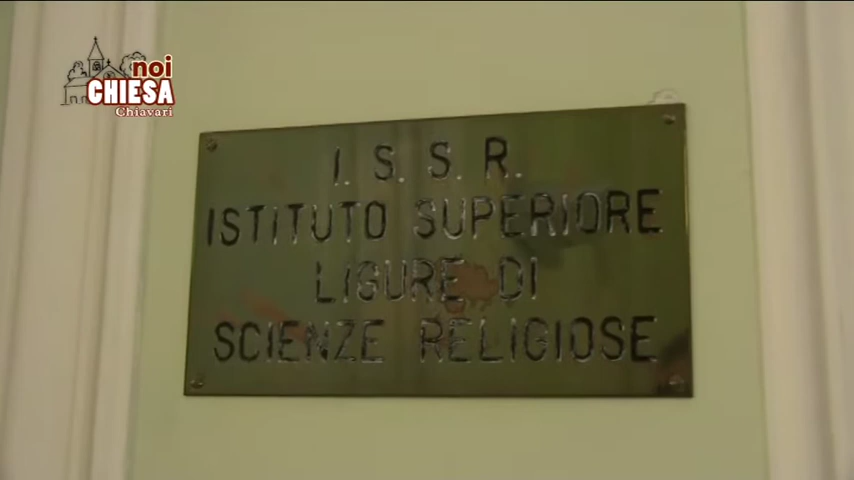 noi
CHIESA
Chiavari
I. S. S. R.
ISTITUTO SUPERIORE
LIGURE DI
SCIENZE RELIGIOSE